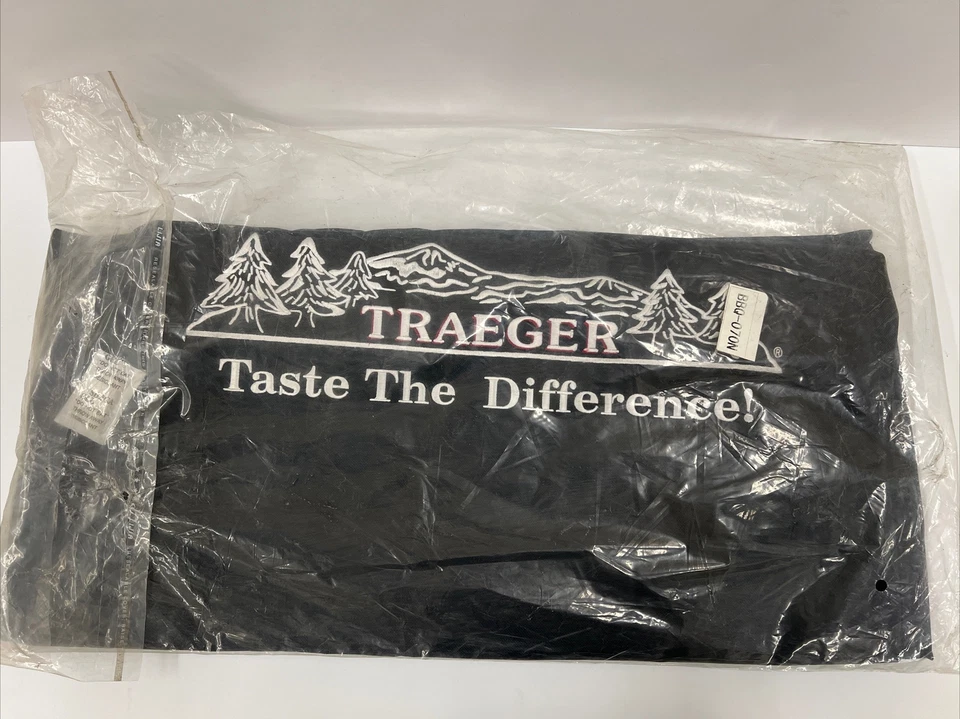 TRAEGER
®
BBQ-070N
Taste The Difference!